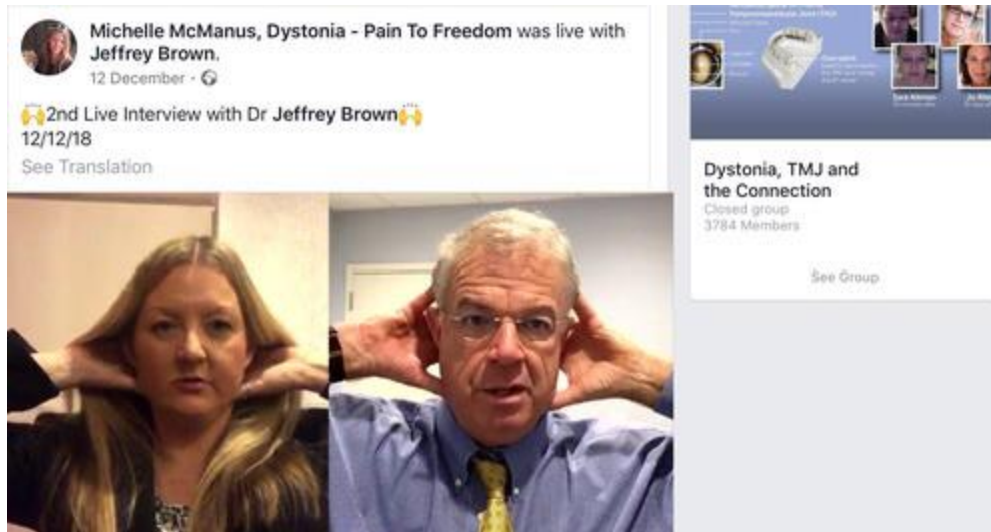 Michelle McManus, Dystonia - Pain To Freedom was live with
Jeffrey Brown.
12 December ·
🙌2nd Live Interview with Dr Jeffrey Brown🙌
12/12/18
See Translation
Dystonia, TMJ and
the Connection
Closed group
3784 Members
See Group